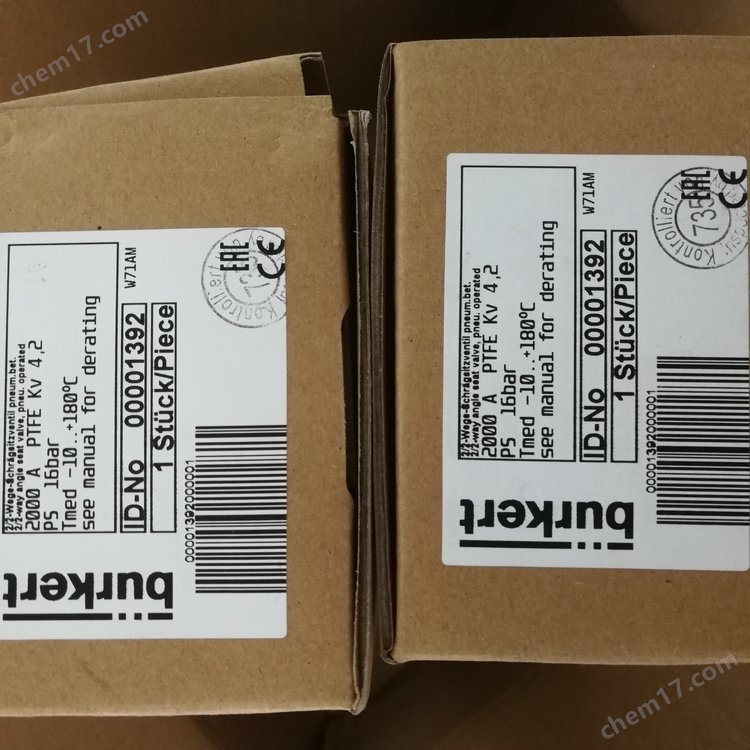 chem17.com
bürkert
2/2-Wege-Schrägsitzventil pneum.bet.
2/2-way angle seat valve, pneu. operated
2000 A PTFE Kv 4,2
PS 16bar
Tmed -10..+180°C
see manual for derating
ID-No 00001392
1 Stück/Piece
W71AM
EAC
CE
00001392000001
bürkert
2/2-Wege-Schrägsitzventil pneum.bet.
2/2-way angle seat valve, pneu. operated
2000 A PTFE Kv 4,2
PS 16bar
Tmed -10..+180°C
see manual for derating
ID-No 00001392
1 Stück/Piece
W71AM
Kontrolliert
735
EAC
CE
00001392000001
chem17.com